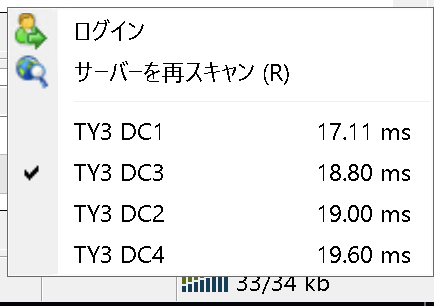 ログイン
サーバーを再スキャン (R)
TY3 DC1 17.11 ms
TY3 DC3 18.80 ms
TY3 DC2 19.00 ms
TY3 DC4 19.60 ms
33/34 kb